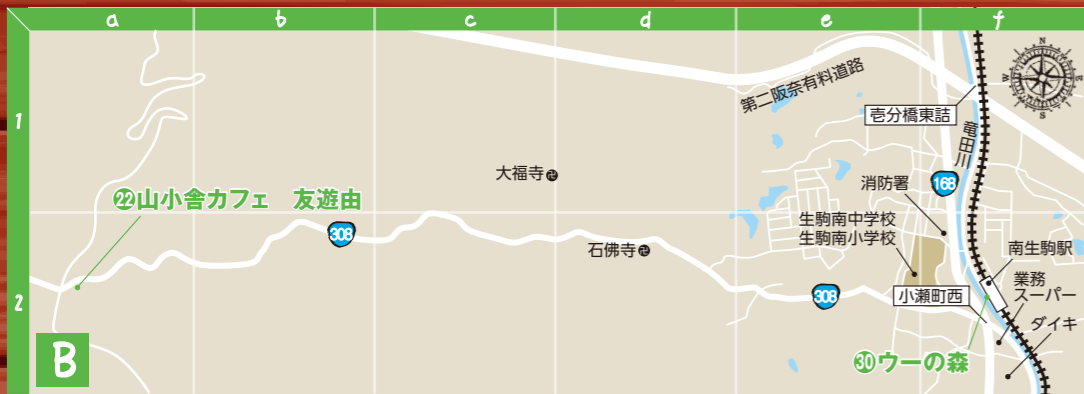 a b c d e f
1
2
B
第二阪奈有料道路
壱分橋東詰
竜田川
N
E
S
W
大福寺
消防署
168
㉒山小舎カフェ 友遊由
308
生駒南中学校
生駒南小学校
石佛寺
南生駒駅
308
小瀬町西
業務
スーパー
ダイキ
㉚ウーの森